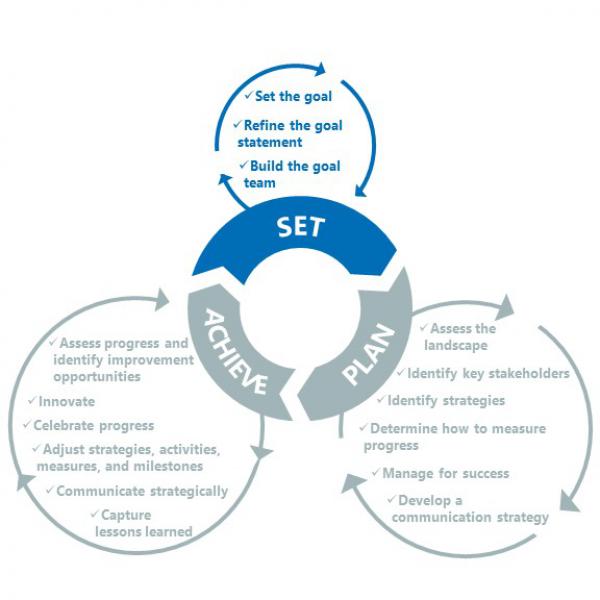 ✓Set the goal
✓Refine the goal
statement
✓Build the goal
team
SET
PLAN
ACHIEVE
✓Assess the
landscape
✓Identify key stakeholders
✓Identify strategies
✓Determine how to measure
progress
✓Manage for success
✓Develop a
communication strategy
✓Assess progress and
identify improvement
opportunities
✓Innovate
✓Celebrate progress
✓Adjust strategies, activities,
measures, and milestones
✓Communicate strategically
✓Capture
lessons learned